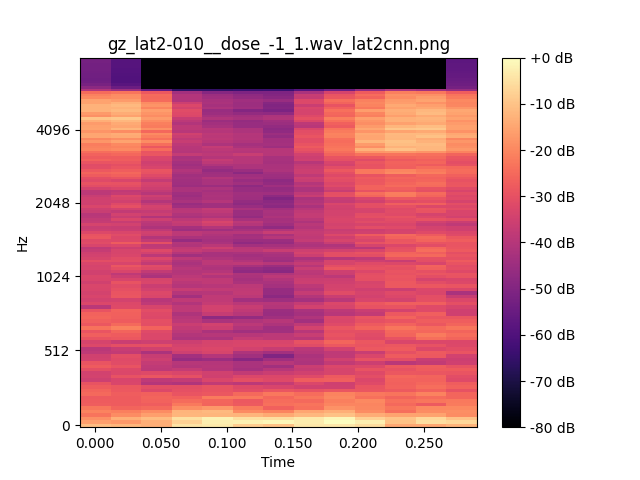 gz_lat2-010__dose_-1_1.wav_lat2cnn.png
Hz
4096
2048
1024
512
0
0.000 0.050 0.100 0.150 0.200 0.250
Time
+0 dB
-10 dB
-20 dB
-30 dB
-40 dB
-50 dB
-60 dB
-70 dB
-80 dB